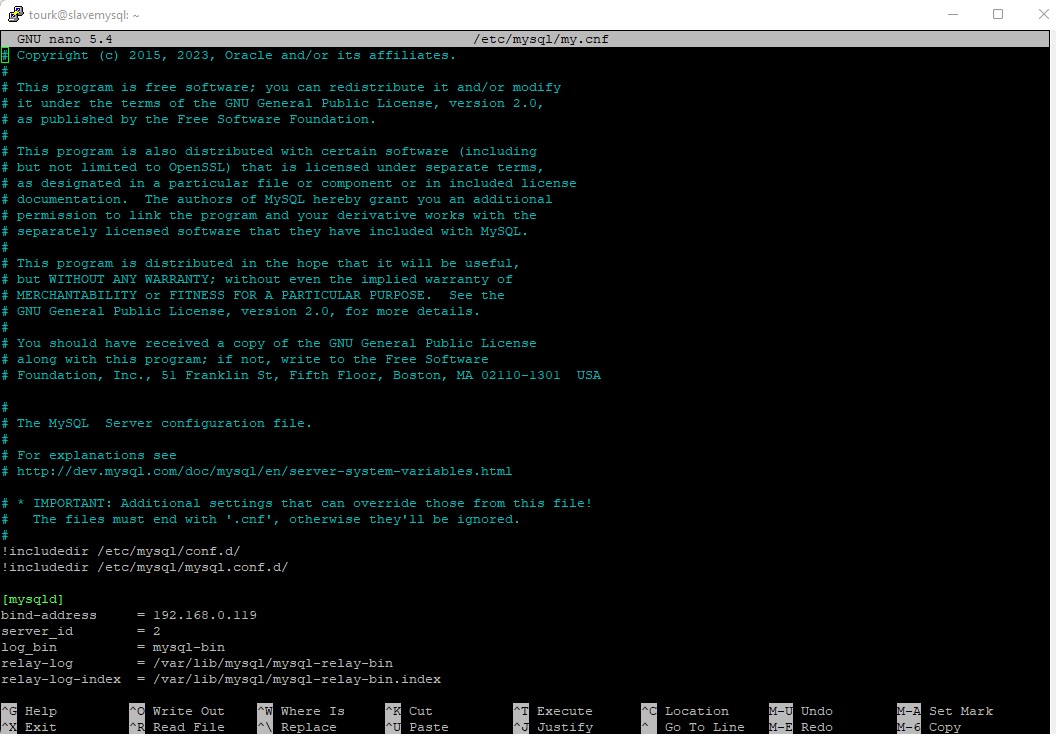 tourk@slavemysql: ~
GNU nano 5.4 /etc/mysql/my.cnf
# Copyright (c) 2015, 2023, Oracle and/or its affiliates.
#
# This program is free software; you can redistribute it and/or modify
# it under the terms of the GNU General Public License, version 2.0,
# as published by the Free Software Foundation.
#
# This program is also distributed with certain software (including
# but not limited to OpenSSL) that is licensed under separate terms,
# as designated in a particular file or component or in included license
# documentation.  The authors of MySQL hereby grant you an additional
# permission to link the program and your derivative works with the
# separately licensed software that they have included with MySQL.
#
# This program is distributed in the hope that it will be useful,
# but WITHOUT ANY WARRANTY; without even the implied warranty of
# MERCHANTABILITY or FITNESS FOR A PARTICULAR PURPOSE.  See the
# GNU General Public License, version 2.0, for more details.
#
# You should have received a copy of the GNU General Public License
# along with this program; if not, write to the Free Software
# Foundation, Inc., 51 Franklin St, Fifth Floor, Boston, MA 02110-1301  USA
#
# The MySQL  Server configuration file.
#
# For explanations see
# http://dev.mysql.com/doc/mysql/en/server-system-variables.html
# * IMPORTANT: Additional settings that can override those from this file!
#   The files must end with '.cnf', otherwise they'll be ignored.
#
!includedir /etc/mysql/conf.d/
!includedir /etc/mysql/mysql.conf.d/
[mysqld]
bind-address     = 192.168.0.119
server_id        = 2
log_bin          = mysql-bin
relay-log        = /var/lib/mysql/mysql-relay-bin
relay-log-index  = /var/lib/mysql/mysql-relay-bin.index
^G Help ^O Write Out ^W Where Is ^K Cut ^T Execute ^C Location M-U Undo M-A Set Mark
^X Exit ^R Read File ^\ Replace ^U Paste ^J Justify ^_ Go To Line M-E Redo M-6 Copy